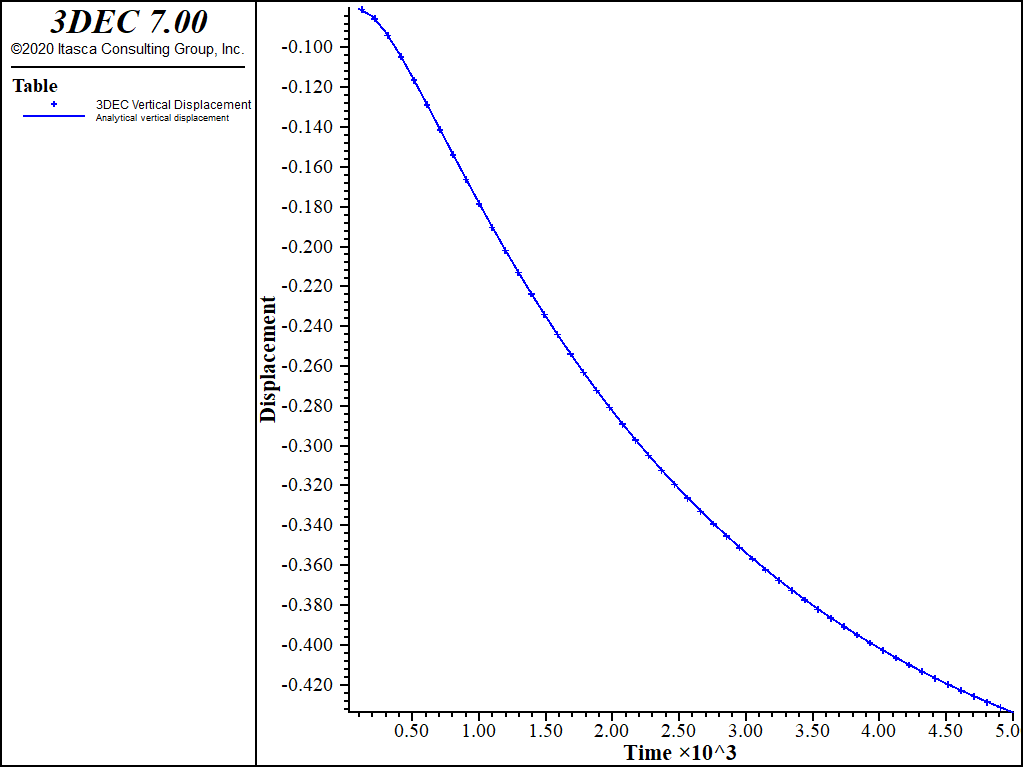 3DEC 7.00
©2020 Itasca Consulting Group, Inc.
Table
3DEC Vertical Displacement
Analytical vertical displacement
Displacement
-0.100
-0.120
-0.140
-0.160
-0.180
-0.200
-0.220
-0.240
-0.260
-0.280
-0.300
-0.320
-0.340
-0.360
-0.380
-0.400
-0.420
0.50 1.00 1.50 2.00 2.50 3.00 3.50 4.00 4.50 5.0
Time ×10^3